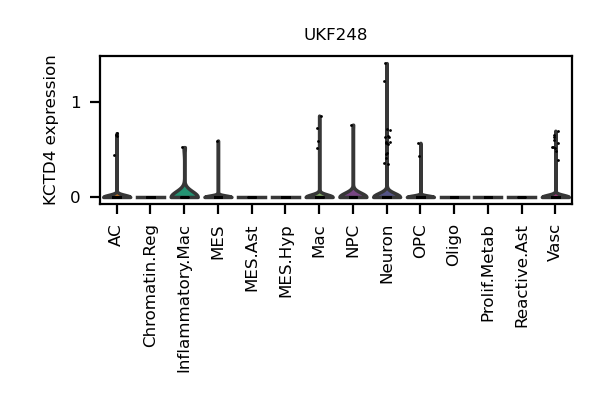 UKF248
KCTD4 expression
1
0
AC
Chromatin.Reg
Inflammatory.Mac
MES
MES.Ast
MES.Hyp
Mac
NPC
Neuron
OPC
Oligo
Prolif.Metab
Reactive.Ast
Vasc